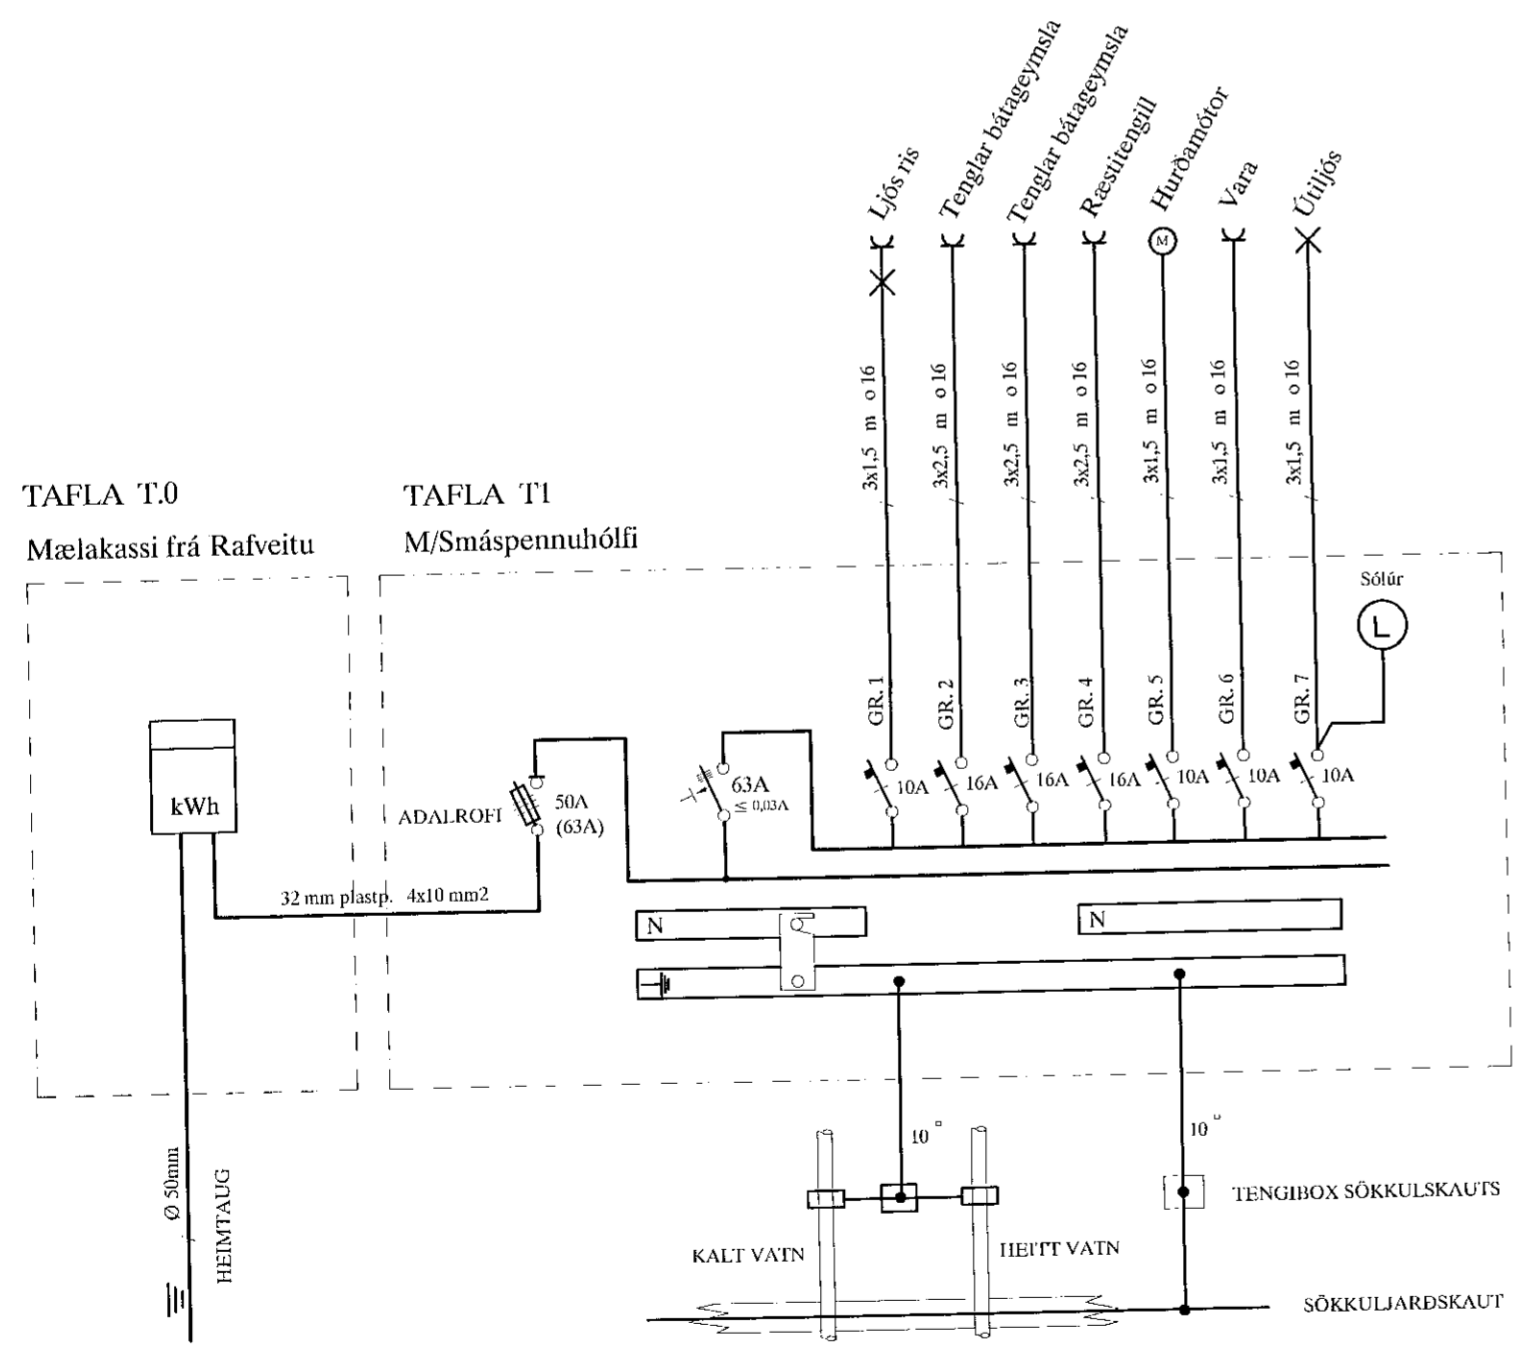 Ljós ris
Tenglar bátageymsla
Tenglar bátageymsla
Ræstitengill
Hurðamótor
Vara
Útiljós
M
3x1,5 m o 16
3x2,5 m o 16
3x2,5 m o 16
3x2,5 m o 16
3x1,5 m o 16
3x1,5 m o 16
3x1,5 m o 16
TAFLA T.0
Mælakassi frá Rafveitu
TAFLA T1
M/Smáspennuhólfi
Sólúr
L
GR. 1
GR. 2
GR. 3
GR. 4
GR. 5
GR. 6
GR. 7
kWh
ADALROFI
50A
(63A)
63A
≤ 0,03A
10A
16A
16A
16A
10A
10A
10A
32 mm plastp. 4x10 mm2
N
N
Ø 50mm
HEIMTAUG
10 □
10 □
KALT VATN
HEITT VATN
TENGIBOX SÖKKULSKAUTS
SÖKKULJARÐSKAUT